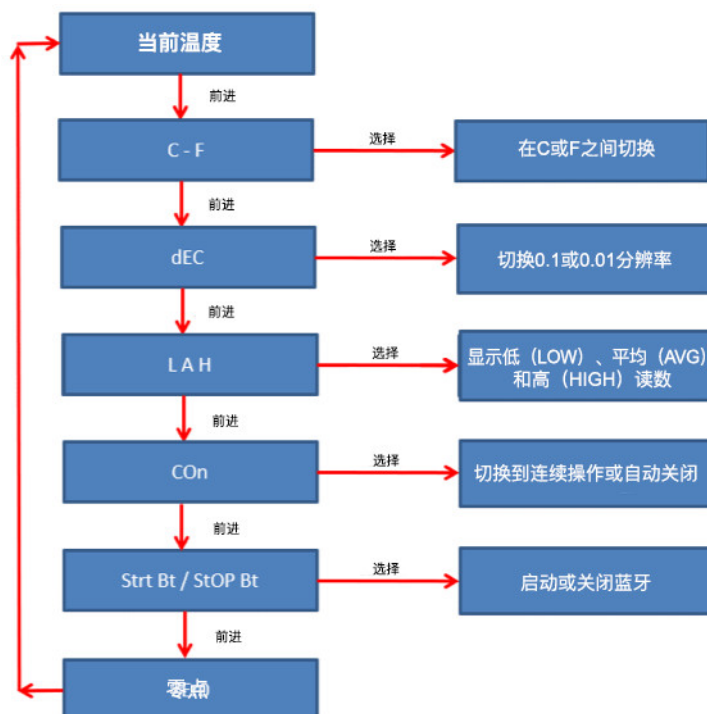 当前温度
前进
C - F
选择
在C或F之间切换
前进
dEC
选择
切换0.1或0.01分辨率
前进
L A H
选择
显示低（LOW）、平均（AVG）
和高（HIGH）读数
前进
COn
选择
切换到连续操作或自动关闭
前进
Strt Bt / StOP Bt
选择
启动或关闭蓝牙
前进
零点